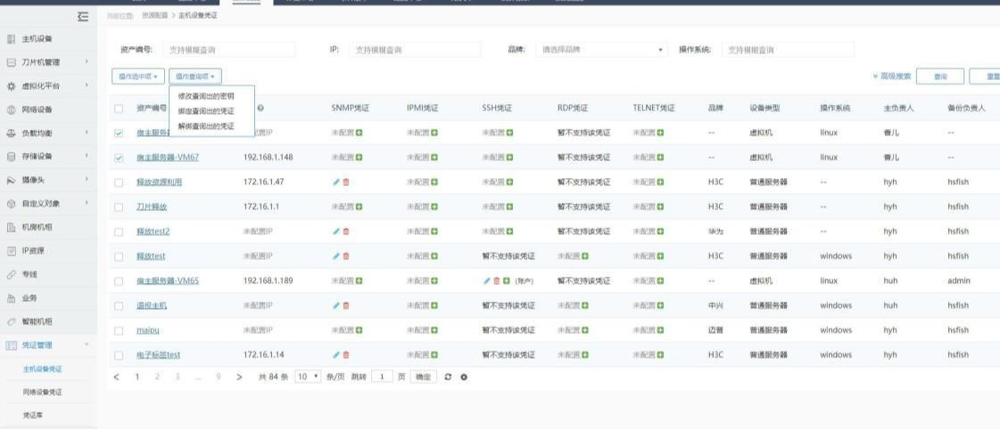 当前位置: 资源配置 > 主机设备凭证
主机设备
刀片机管理
虚拟化平台
网络设备
负载均衡
存储设备
摄像头
自定义对象
机房机柜
IP资源
专线
业务
智能机柜
凭证管理
主机设备凭证
网络设备凭证
凭证库
资产编号: 支持模糊查询 IP: 支持模糊查询 品牌: 请选择品牌 操作系统: 支持模糊查询
操作选中项 操作查询项 高级搜索 查询 重置
修改查询出的密钥
绑定查询出的凭证
解绑查询出的凭证
资产编号 SNMP凭证 IPMI凭证 SSH凭证 RDP凭证 TELNET凭证 品牌 设备类型 操作系统 主负责人 备份负责人
宿主服务器 配置IP 未配置 未配置 未配置 暂不支持该凭证 未配置 -- 虚拟机 linux 香儿 --
宿主服务器-VM67 192.168.1.148 未配置 未配置 未配置 暂不支持该凭证 未配置 -- 虚拟机 linux 香儿 --
释放资源利用 172.16.1.47 未配置 未配置 暂不支持该凭证 未配置 H3C 普通服务器 -- hyh hsfish
刀片释放 172.16.1.1 未配置 未配置 未配置 暂不支持该凭证 未配置 H3C 普通服务器 -- hyh hsfish
释放test2 未配置IP 未配置 未配置 暂不支持该凭证 未配置 华为 普通服务器 -- hyh hsfish
释放test 未配置IP 未配置 暂不支持该凭证 未配置 未配置 H3C 普通服务器 windows hyh hsfish
宿主服务器-VM65 192.168.1.189 未配置 未配置 (账户) 暂不支持该凭证 未配置 -- 虚拟机 linux huh admin
退役主机 未配置IP 未配置 暂不支持该凭证 未配置 未配置 中兴 普通服务器 windows huh hsfish
maipu 未配置IP 未配置 未配置 暂不支持该凭证 未配置 未配置 迈普 普通服务器 windows hyh hsfish
电子标签test 172.16.1.14 未配置 暂不支持该凭证 未配置 未配置 H3C 普通服务器 windows hyh hsfish
< 1 2 3 ... 9 > 共 84 条 10 条/页 跳转 1 页 确定